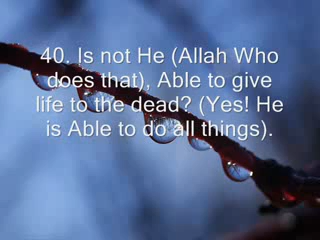 40. Is not He (Allah Who
does that), Able to give
life to the dead? (Yes! He
is Able to do all things).